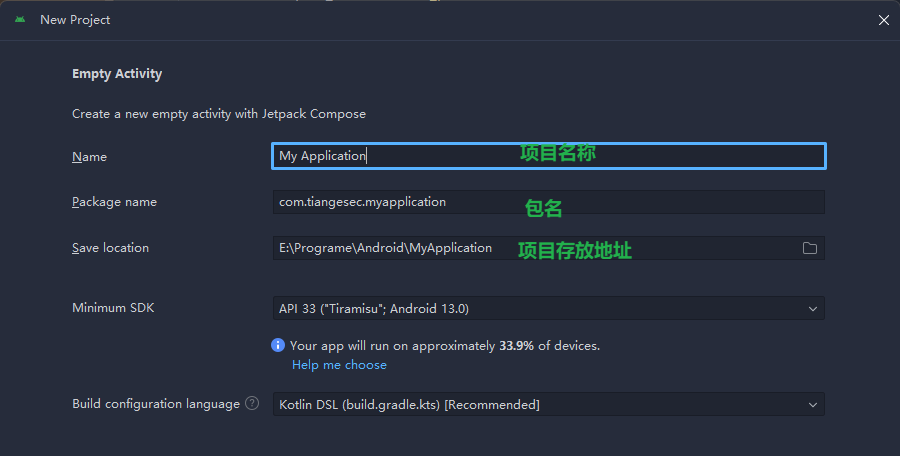 New Project
Empty Activity
Create a new empty activity with Jetpack Compose
Name My Application 项目名称
Package name com.tiangesec.myapplication 包名
Save location E:\Programe\Android\MyApplication 项目存放地址
Minimum SDK API 33 ("Tiramisu"; Android 13.0)
Your app will run on approximately 33.9% of devices.
Help me choose
Build configuration language Kotlin DSL (build.gradle.kts) [Recommended]